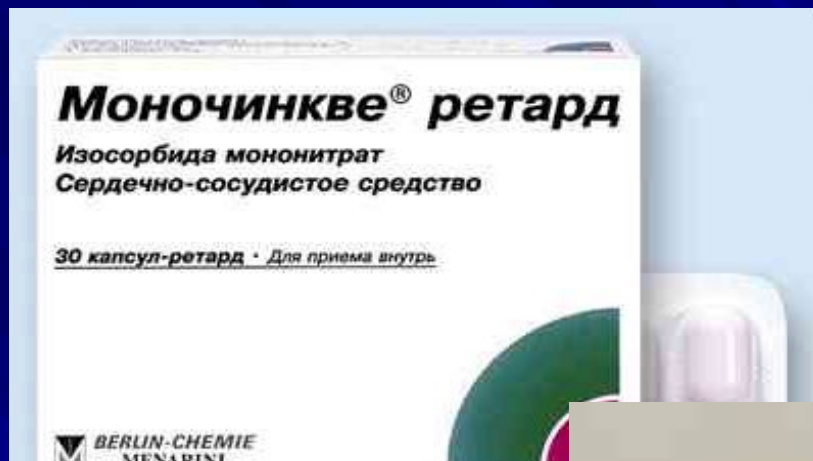 Моночинкве® ретард
Изосорбида мононитрат
Сердечно-сосудистое средство
30 капсул-ретард · Для приема внутрь
BERLIN-CHEMIE
MENARINI